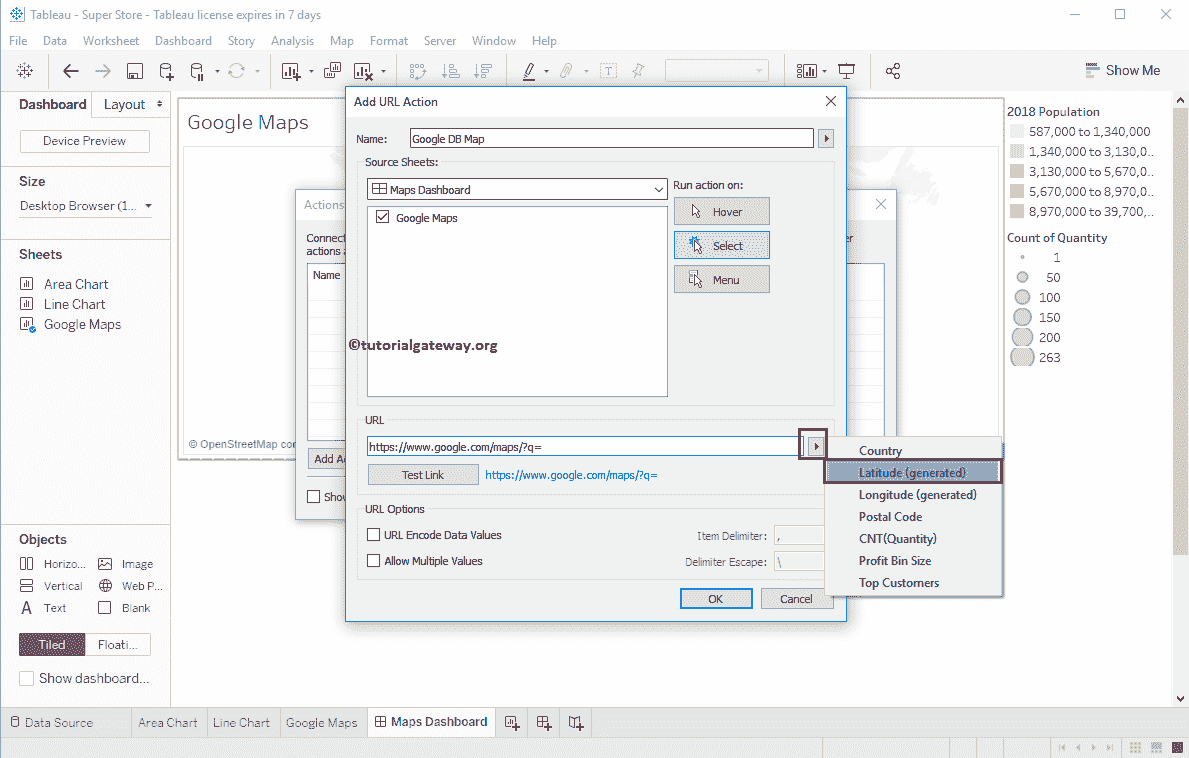 Tableau - Super Store - Tableau license expires in 7 days
File Data Worksheet Dashboard Story Analysis Map Format Server Window Help
Show Me
Dashboard Layout
Device Preview
Size
Desktop Browser (1...
Sheets
Area Chart
Line Chart
Google Maps
Objects
Horizo... Image
Vertical Web P...
A Text Blank
Tiled Floati...
Show dashboard...
Google Maps
© OpenStreetMap con
Actions
Connect
actions a
Name
Add A
Show
er
Add URL Action
Name: Google DB Map
Source Sheets:
Maps Dashboard
Google Maps
Run action on:
Hover
Select
Menu
©tutorialgateway.org
URL
https://www.google.com/maps/?q=
Test Link https://www.google.com/maps/?q=
URL Options
URL Encode Data Values Item Delimiter: ,
Allow Multiple Values Delimiter Escape: \
OK Cancel
Country
Latitude (generated)
Longitude (generated)
Postal Code
CNT(Quantity)
Profit Bin Size
Top Customers
2018 Population
587,000 to 1,340,000
1,340,000 to 3,130,0..
3,130,000 to 5,670,0..
5,670,000 to 8,970,0..
8,970,000 to 39,700,..
Count of Quantity
1
50
100
150
200
263
Data Source Area Chart Line Chart Google Maps Maps Dashboard